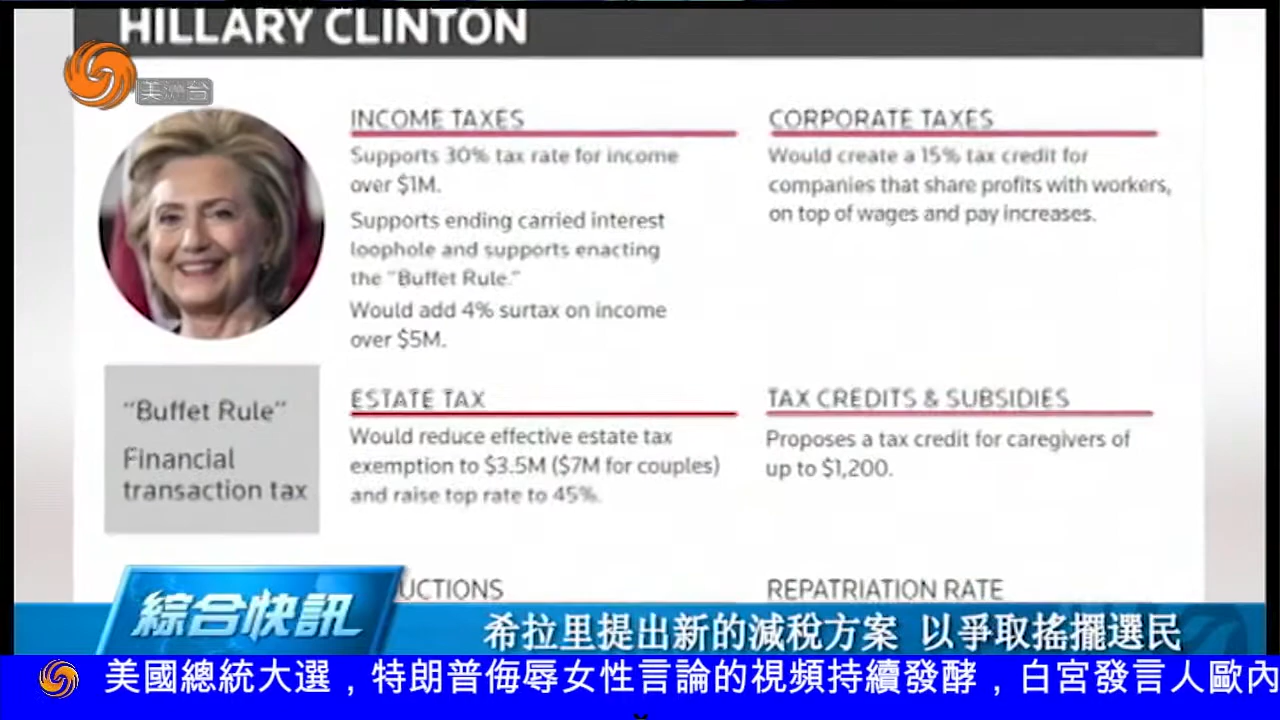 HILLARY CLINTON
美洲台
INCOME TAXES
Supports 30% tax rate for income
over $1M.
Supports ending carried interest
loophole and supports enacting
the "Buffet Rule."
Would add 4% surtax on income
over $5M.
CORPORATE TAXES
Would create a 15% tax credit for
companies that share profits with workers,
on top of wages and pay increases.
"Buffet Rule"
Financial
transaction tax
ESTATE TAX
Would reduce effective estate tax
exemption to $3.5M ($7M for couples)
and raise top rate to 45%.
TAX CREDITS & SUBSIDIES
Proposes a tax credit for caregivers of
up to $1,200.
UCTIONS
REPATRIATION RATE
綜合快訊
希拉里提出新的減稅方案 以爭取搖擺選民
美國總統大選，特朗普侮辱女性言論的視頻持續發酵，白宮發言人歐內